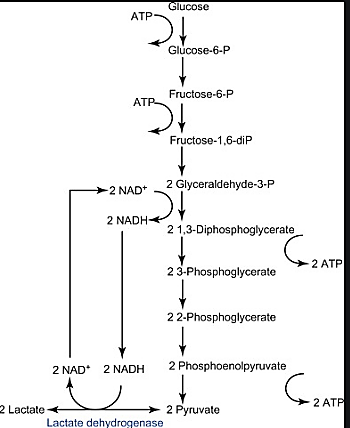 Glucose
ATP
Glucose-6-P
Fructose-6-P
ATP
Fructose-1,6-diP
2 Glyceraldehyde-3-P
2 NAD⁺
2 NADH
2 1,3-Diphosphoglycerate
2 ATP
2 3-Phosphoglycerate
2 2-Phosphoglycerate
2 NAD⁺ 2 NADH
2 Phosphoenolpyruvate
2 ATP
2 Lactate
2 Pyruvate
Lactate dehydrogenase